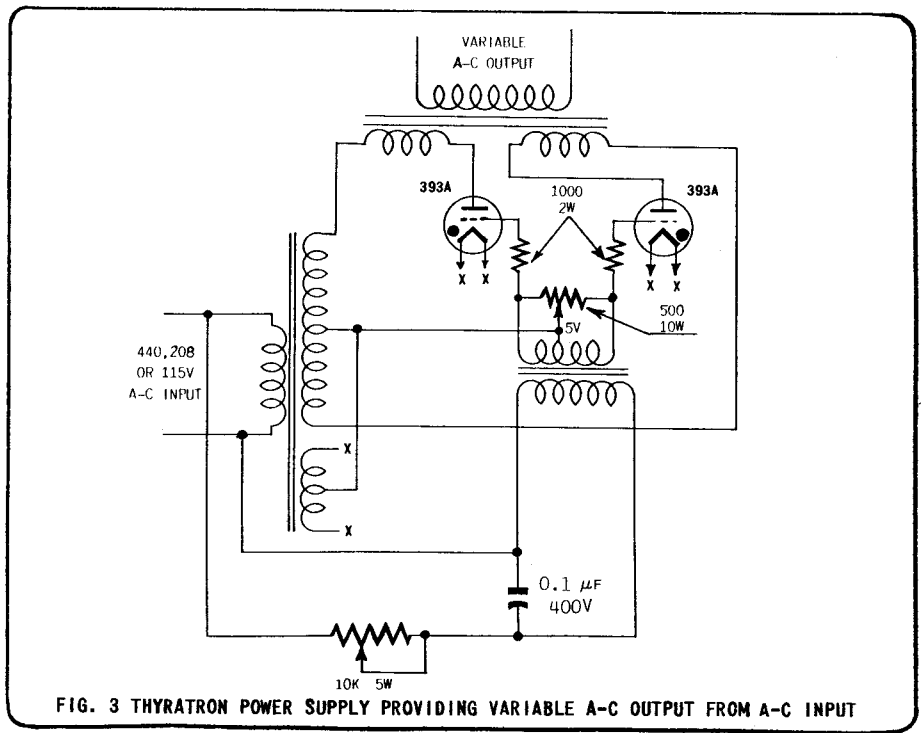 VARIABLE
A-C OUTPUT
393A
1000
2W
393A
X X
X X
500
10W
5V
440,208
OR 115V
A-C INPUT
X
X
0.1 µF
400V
10K 5W
FIG. 3 THYRATRON POWER SUPPLY PROVIDING VARIABLE A-C OUTPUT FROM A-C INPUT